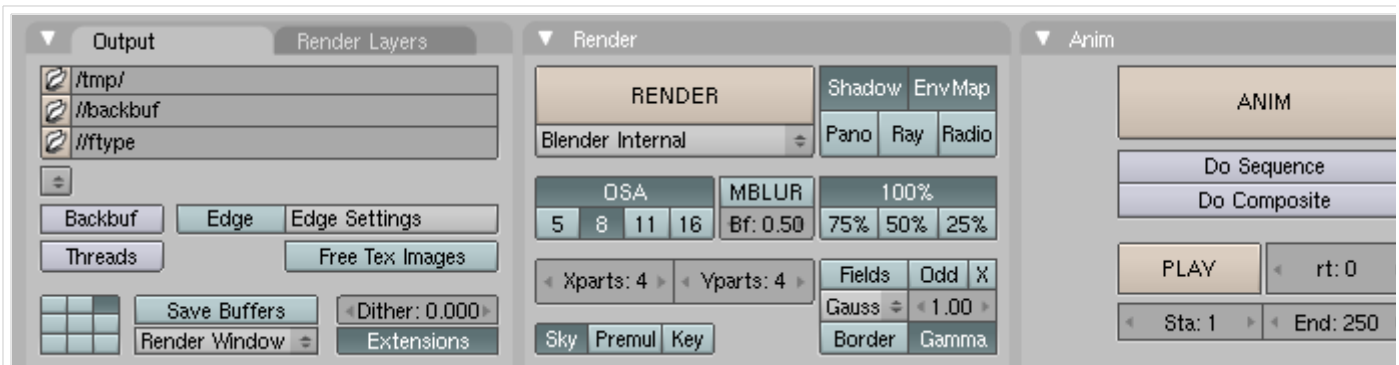 Output
Render Layers
/tmp/
//backbuf
//ftype
Backbuf
Edge
Edge Settings
Threads
Free Tex Images
Save Buffers
Dither: 0.000
Render Window
Extensions
Render
RENDER
Shadow
EnvMap
Blender Internal
Pano
Ray
Radio
OSA
MBLUR
100%
5
8
11
16
Bf: 0.50
75%
50%
25%
Xparts: 4
Yparts: 4
Fields
Odd
X
Gauss
1.00
Sky
Premul
Key
Border
Gamma
Anim
ANIM
Do Sequence
Do Composite
PLAY
rt: 0
Sta: 1
End: 250